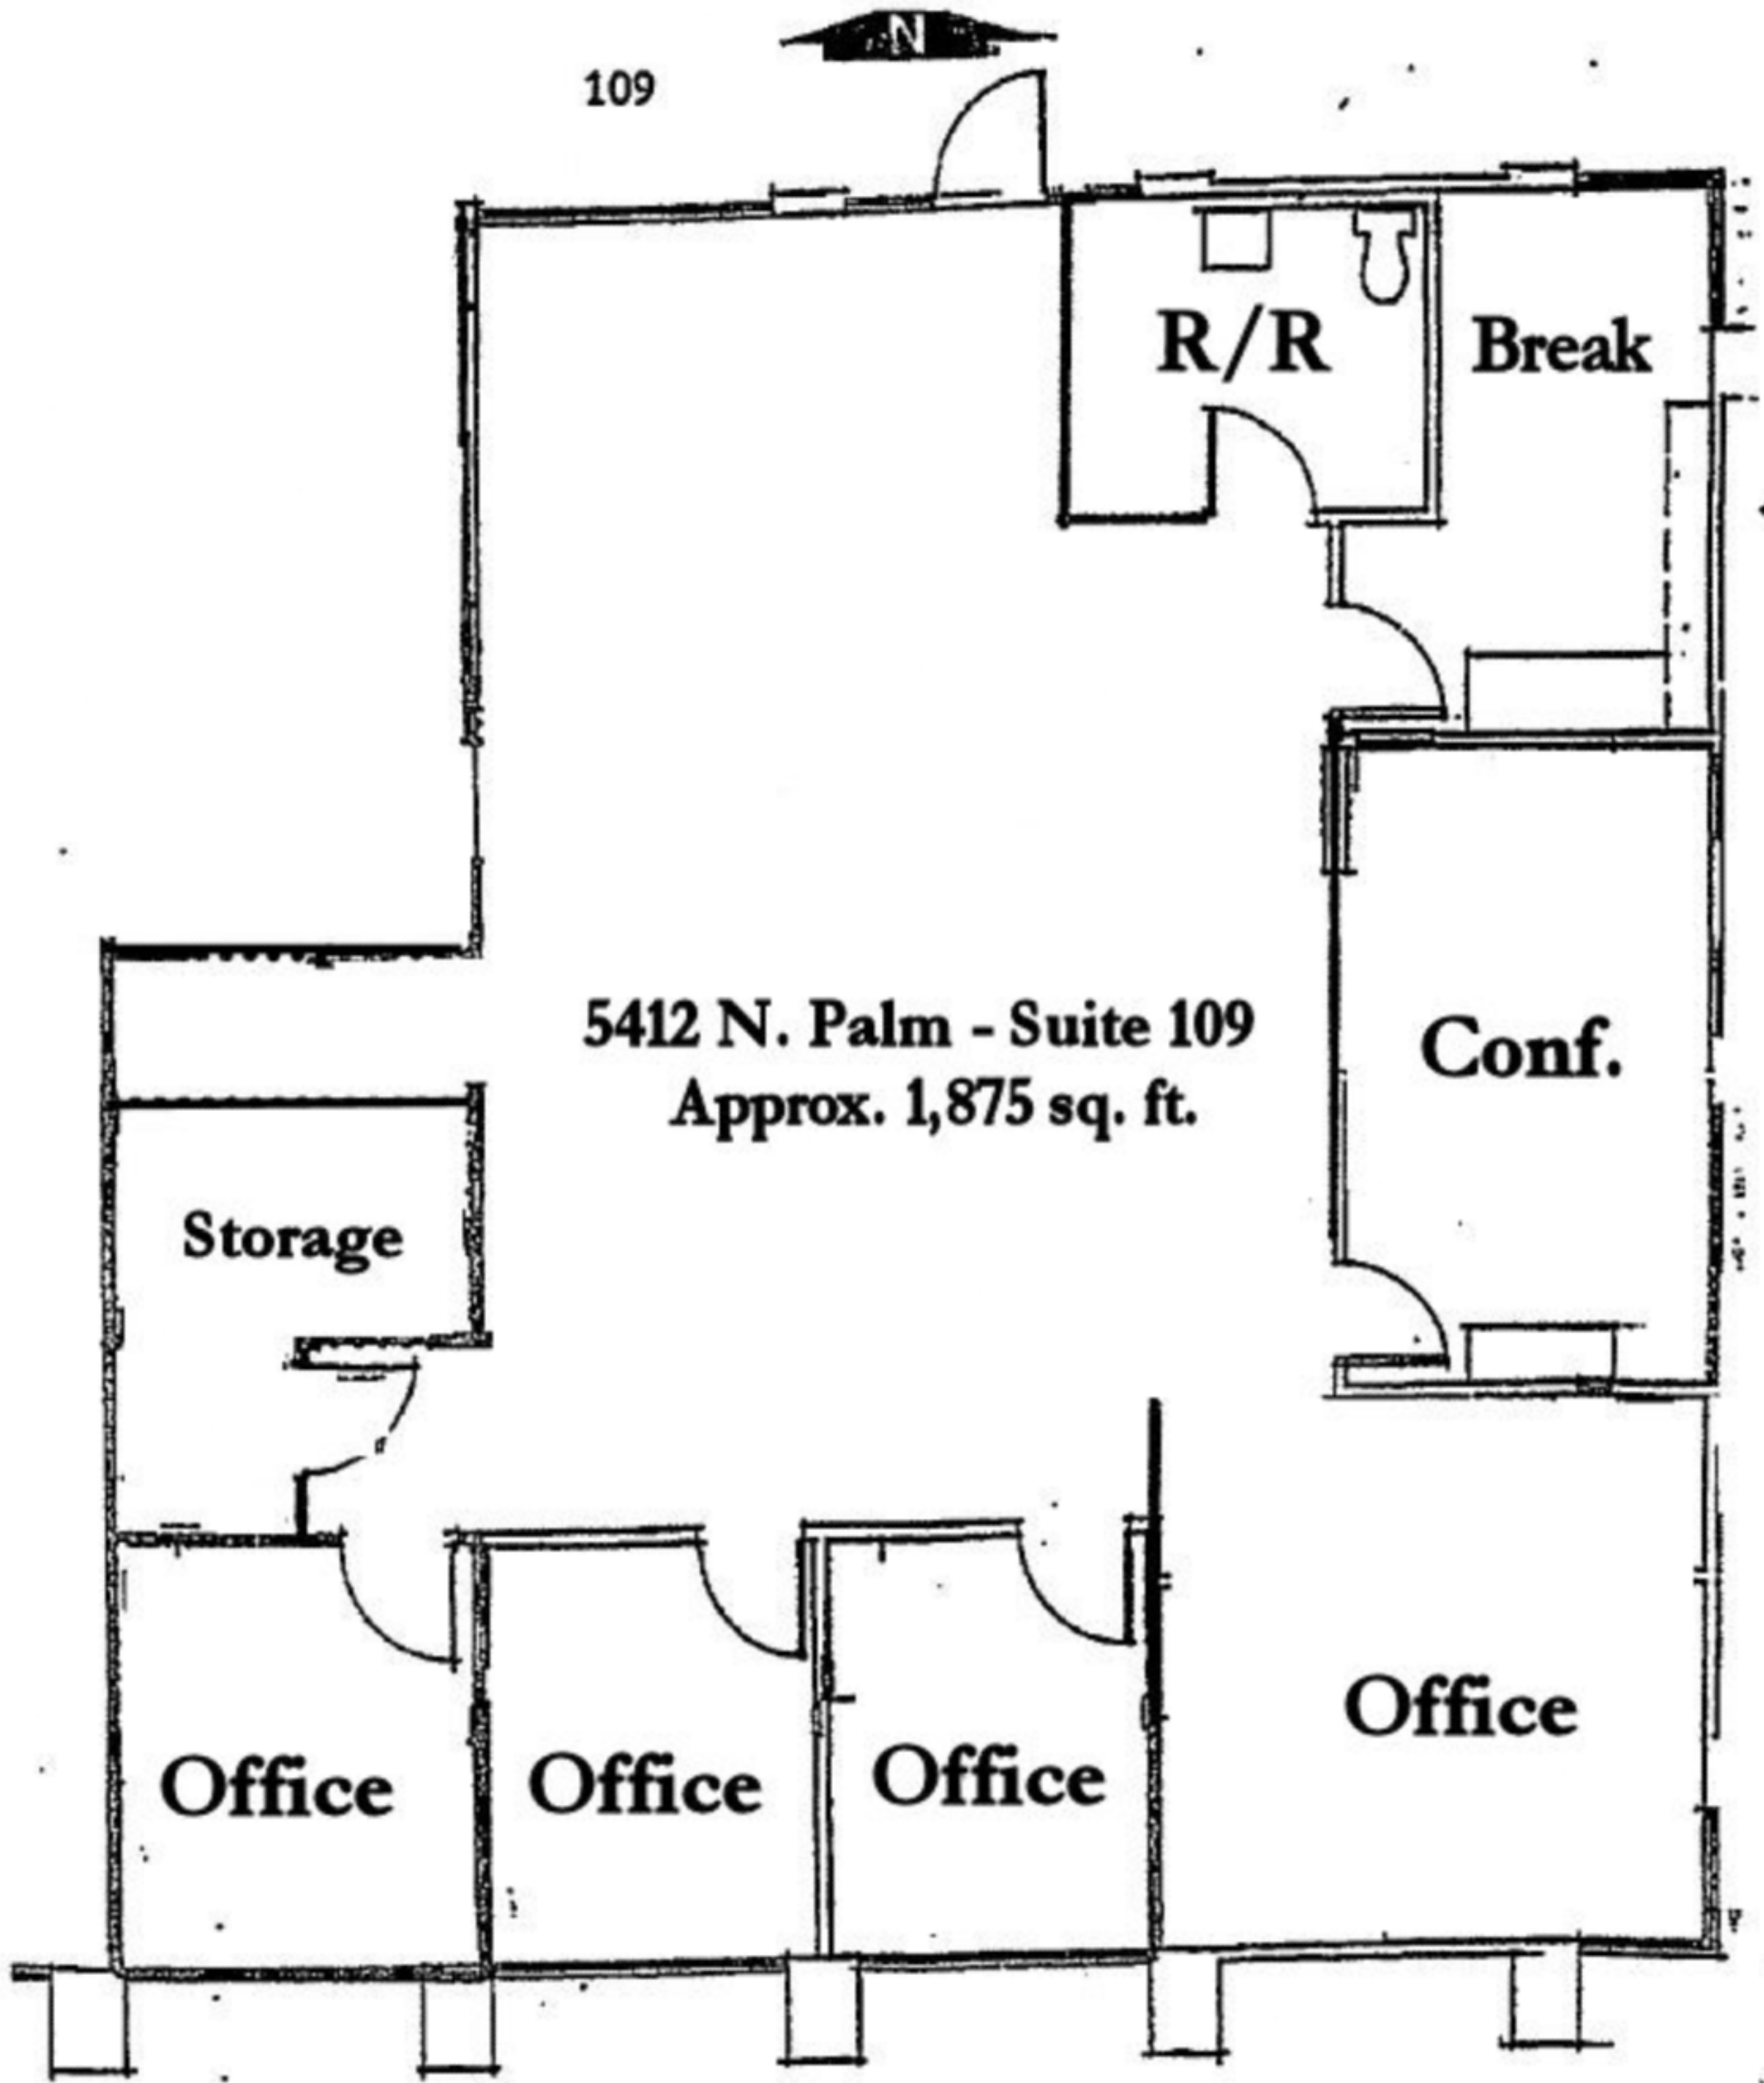 N
109
R/R
Break
5412 N. Palm - Suite 109
Approx. 1,875 sq. ft.
Conf.
Storage
Office
Office
Office
Office